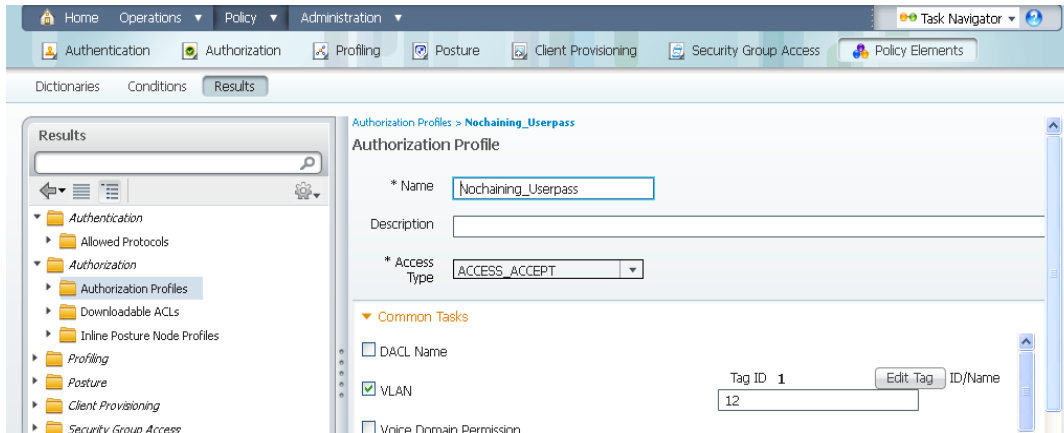 Home Operations ▼ Policy ▼ Administration ▼ Task Navigator ▼ ?
Authentication Authorization Profiling Posture Client Provisioning Security Group Access Policy Elements
Dictionaries Conditions Results
Results
Authentication
Allowed Protocols
Authorization
Authorization Profiles
Downloadable ACLs
Inline Posture Node Profiles
Profiling
Posture
Client Provisioning
Security Group Access
Authorization Profiles > Nochaining_Userpass
Authorization Profile
* Name Nochaining_Userpass
Description
* Access Type ACCESS_ACCEPT
▼ Common Tasks
DACL Name
VLAN Tag ID 1 Edit Tag ID/Name
12
Voice Domain Permission